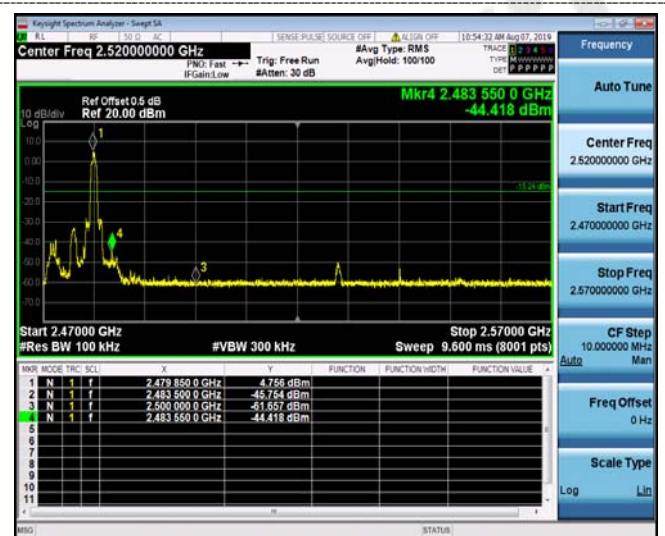 Keysight Spectrum Analyzer - Swept SA
RL RF 50 Ω AC SENSE:PULSE SOURCE OFF ALIGN OFF 10:54:32 AM Aug 07, 2019
Center Freq 2.520000000 GHz
PNO: Fast
IFGain:Low
Trig: Free Run
#Atten: 30 dB
#Avg Type: RMS
Avg|Hold: 100/100
TRACE 1 2 3 4 5 6
TYPE M
DET P P P P P P
Ref Offset 0.5 dB
10 dB/div Ref 20.00 dBm
Log
Mkr4 2.483 550 0 GHz
-44.418 dBm
10.0
0.00
-10.0
-20.0
-30.0
-40.0
-50.0
-60.0
-70.0
1
4
3
-15.24 dBm
Start 2.47000 GHz Stop 2.57000 GHz
#Res BW 100 kHz #VBW 300 kHz Sweep 9.600 ms (8001 pts)
MKR MODE TRC SCL X Y FUNCTION FUNCTION WIDTH FUNCTION VALUE
1 N 1 f 2.479 850 0 GHz 4.756 dBm
2 N 1 f 2.483 500 0 GHz -45.754 dBm
3 N 1 f 2.500 000 0 GHz -61.657 dBm
4 N 1 f 2.483 550 0 GHz -44.418 dBm
5
6
7
8
9
10
11
MSG STATUS
Frequency
Auto Tune
Center Freq
2.520000000 GHz
Start Freq
2.470000000 GHz
Stop Freq
2.570000000 GHz
CF Step
10.000000 MHz
Auto Man
Freq Offset
0 Hz
Scale Type
Log Lin